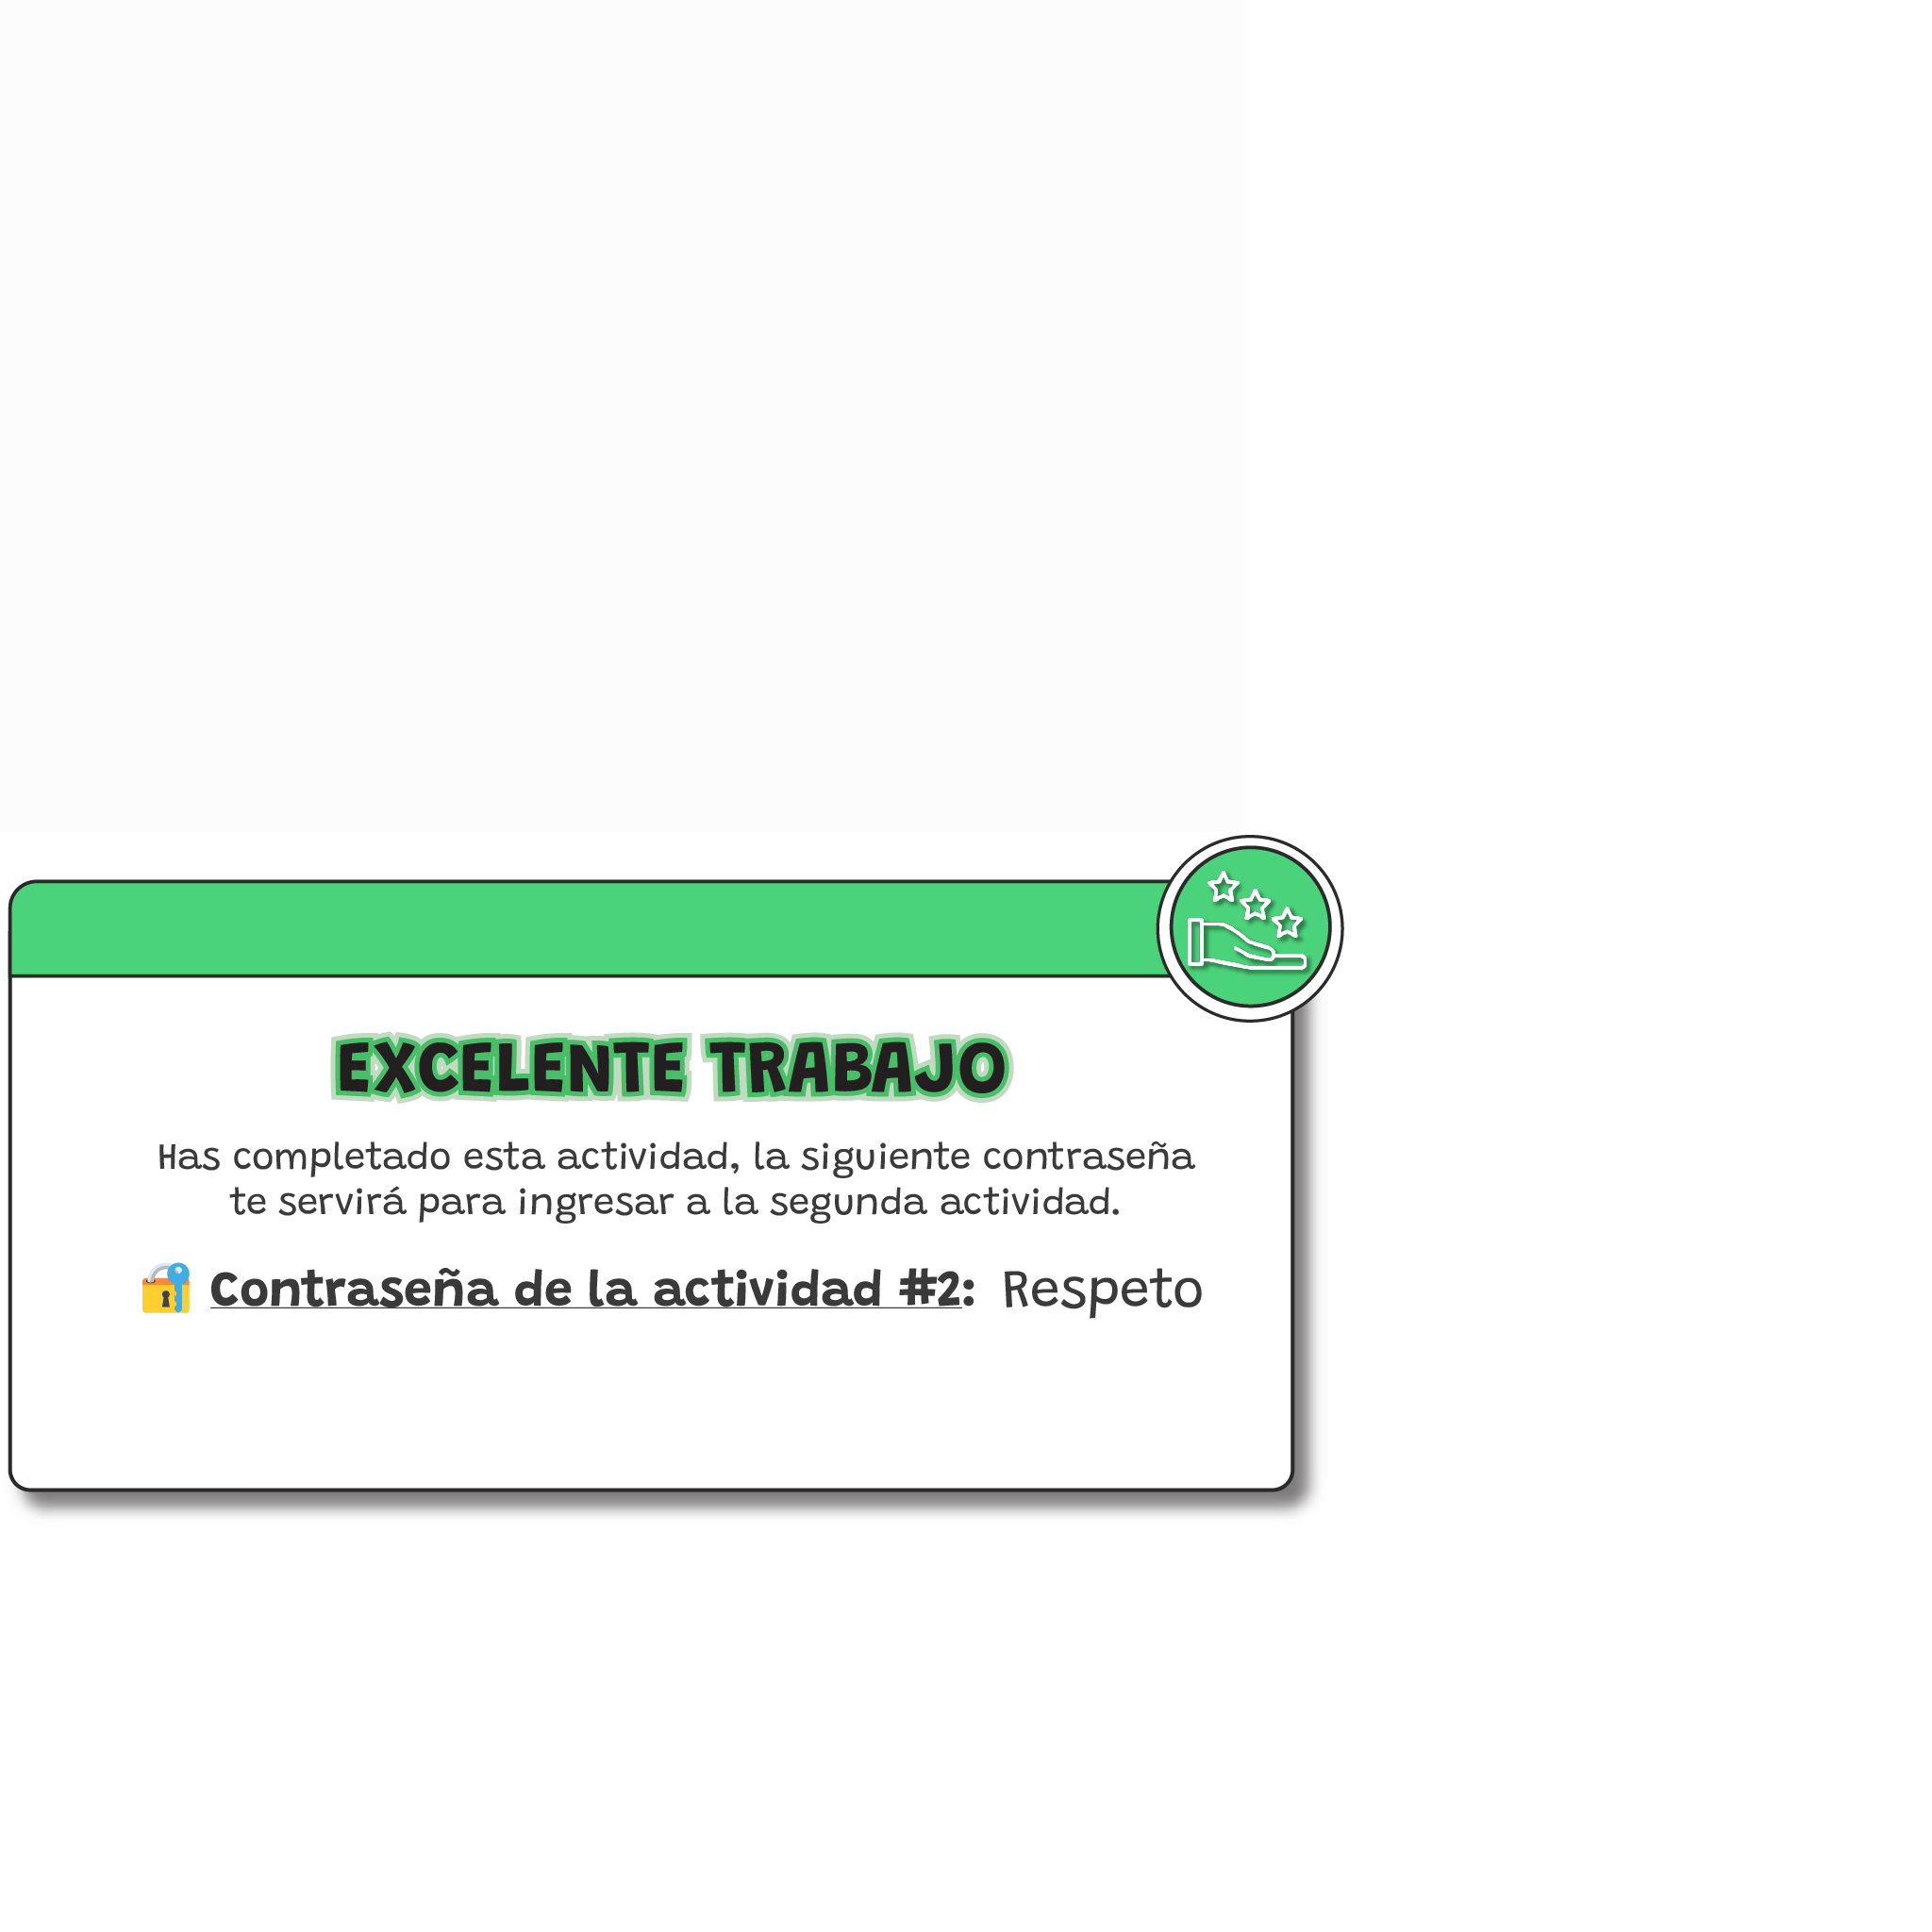 EXCELENTE TRABAJO
Has completado esta actividad, la siguiente contraseña
te servirá para ingresar a la segunda actividad.
🔐 Contraseña de la actividad #2: Respeto